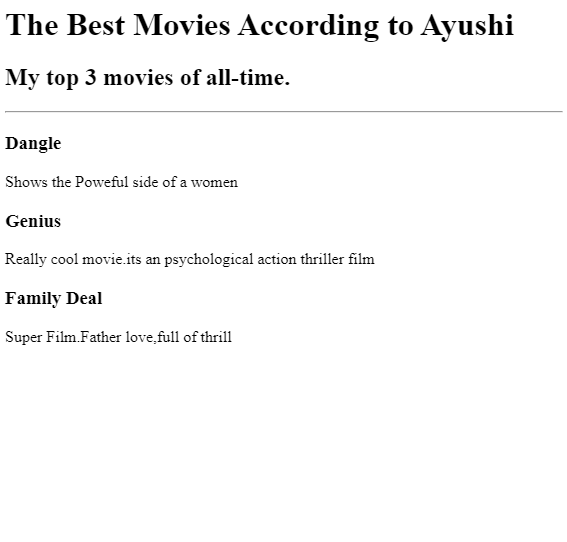 The Best Movies According to Ayushi
My top 3 movies of all-time.
Dangle
Shows the Poweful side of a women
Genius
Really cool movie.its an psychological action thriller film
Family Deal
Super Film.Father love,full of thrill